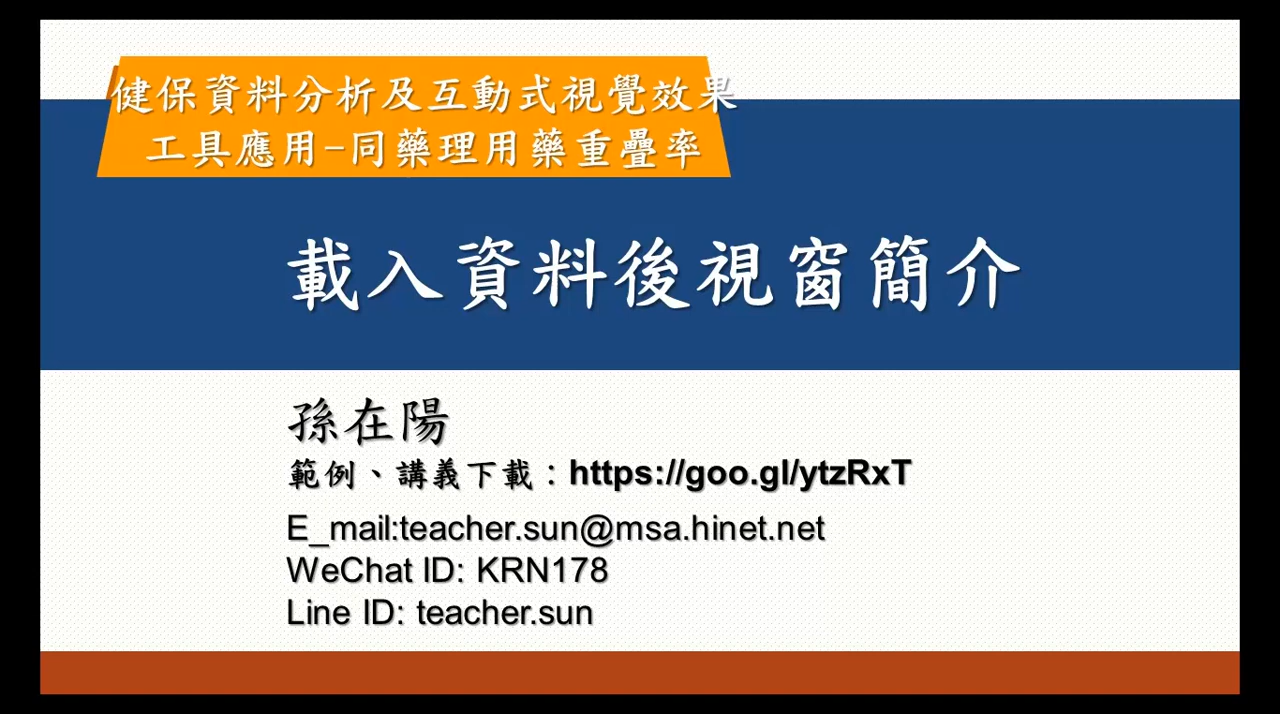 健保資料分析及互動式視覺效果
工具應用-同藥理用藥重疊率
載入資料後視窗簡介
孫在陽
範例、講義下載：https://goo.gl/ytzRxT
E_mail:teacher.sun@msa.hinet.net
WeChat ID: KRN178
Line ID: teacher.sun